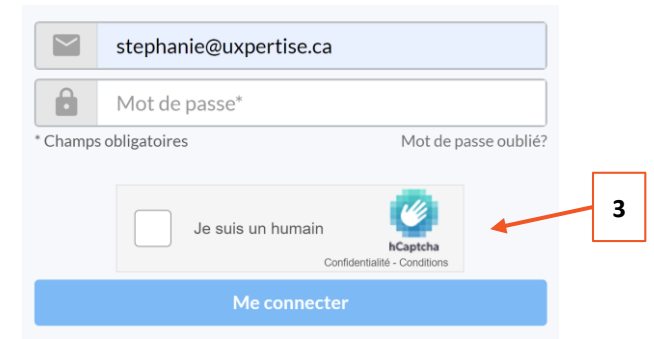 stephanie@uxpertise.ca
Mot de passe*
* Champs obligatoires
Mot de passe oublié?
Je suis un humain
hCaptcha
Confidentialité - Conditions
3
Me connecter